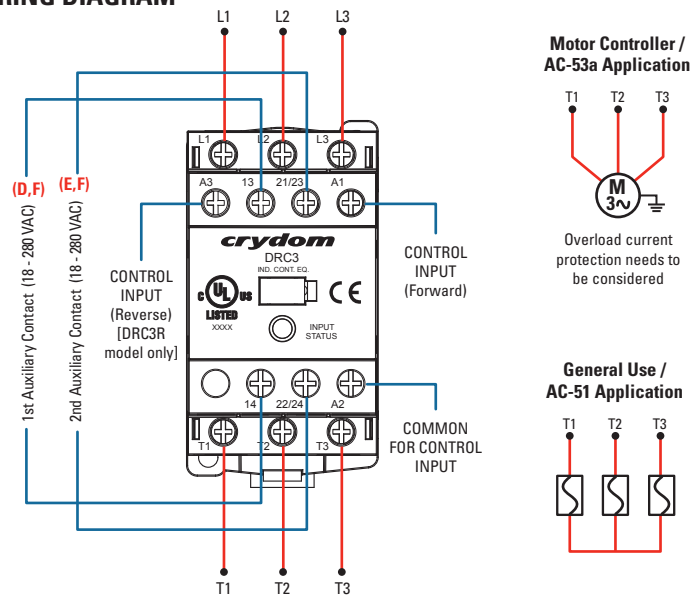 RING DIAGRAM
L1 L2 L3
L1 L2 L3
A3 13 21/23 A1
crydom
DRC3
IND. CONT. EQ.
C UL US
LISTED
XXXX
CE
INPUT
STATUS
14 22/24 A2
T1 T2 T3
T1 T2 T3
(D,F)
1st Auxiliary Contact (18 - 280 VAC)
(E,F)
2nd Auxiliary Contact (18 - 280 VAC)
CONTROL
INPUT
(Reverse)
[DRC3R
model only]
CONTROL
INPUT
(Forward)
COMMON
FOR CONTROL
INPUT
Motor Controller /
AC-53a Application
T1 T2 T3
M
3~
Overload current
protection needs to
be considered
General Use /
AC-51 Application
T1 T2 T3